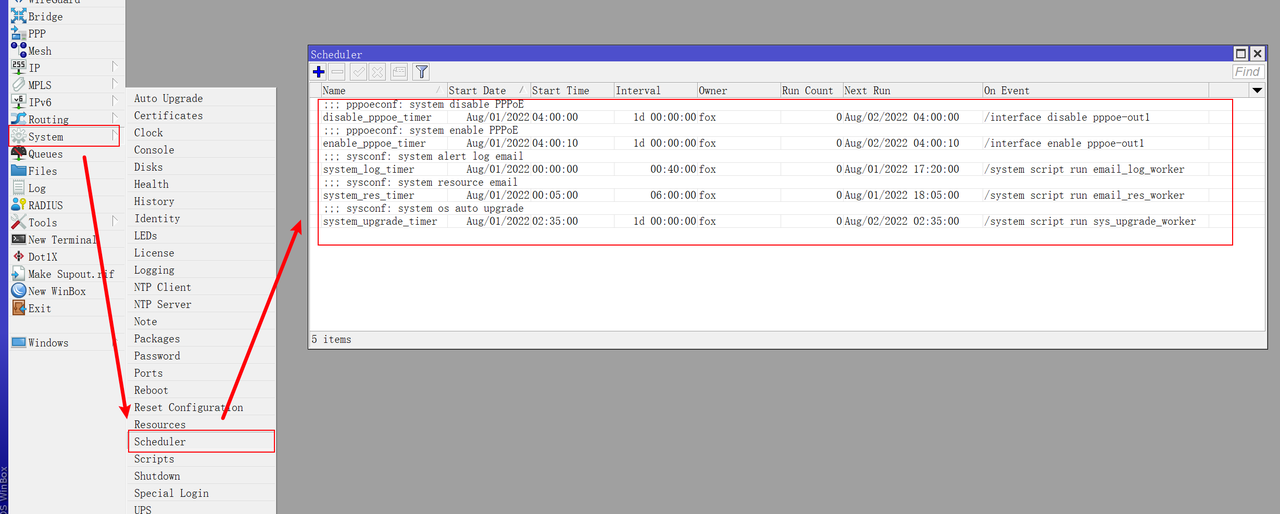 WireGuard
Bridge
PPP
Mesh
IP
MPLS
IPv6
Routing
System
Queues
Files
Log
RADIUS
Tools
New Terminal
Dot1X
Make Supout.rif
New WinBox
Exit
Windows
OS WinBox
Auto Upgrade
Certificates
Clock
Console
Disks
Health
History
Identity
LEDs
License
Logging
NTP Client
NTP Server
Note
Packages
Password
Ports
Reboot
Reset Configuration
Resources
Scheduler
Scripts
Shutdown
Special Login
UPS
Scheduler
Find
Name Start Date Start Time Interval Owner Run Count Next Run On Event
;;; pppoeconf: system disable PPPoE
disable_pppoe_timer Aug/01/2022 04:00:00 1d 00:00:00 fox 0 Aug/02/2022 04:00:00 /interface disable pppoe-out1
;;; pppoeconf: system enable PPPoE
enable_pppoe_timer Aug/01/2022 04:00:10 1d 00:00:00 fox 0 Aug/02/2022 04:00:10 /interface enable pppoe-out1
;;; sysconf: system alert log email
system_log_timer Aug/01/2022 00:00:00 00:40:00 fox 0 Aug/01/2022 17:20:00 /system script run email_log_worker
;;; sysconf: system resource email
system_res_timer Aug/01/2022 00:05:00 06:00:00 fox 0 Aug/01/2022 18:05:00 /system script run email_res_worker
;;; sysconf: system os auto upgrade
system_upgrade_timer Aug/01/2022 02:35:00 1d 00:00:00 fox 0 Aug/02/2022 02:35:00 /system script run sys_upgrade_worker
5 items